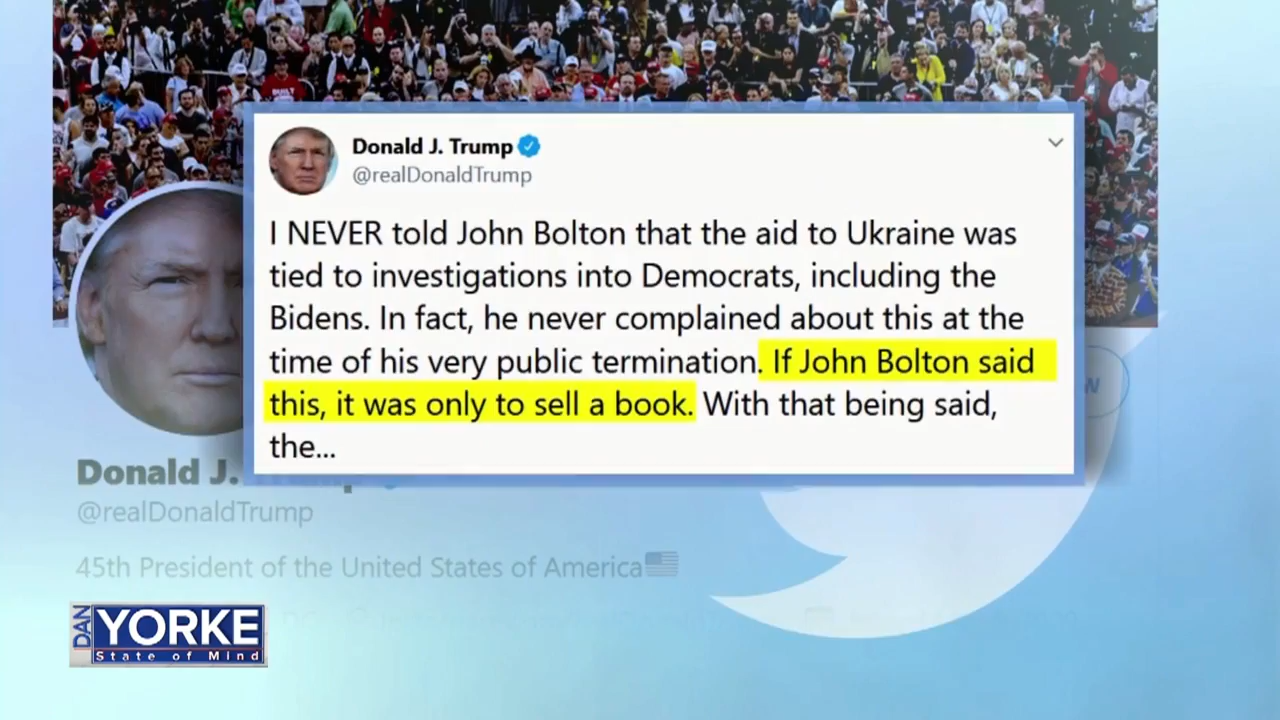 Donald J. Trump
@realDonaldTrump
I NEVER told John Bolton that the aid to Ukraine was
tied to investigations into Democrats, including the
Bidens. In fact, he never complained about this at the
time of his very public termination. If John Bolton said
this, it was only to sell a book. With that being said,
the...
Donald J.
@realDonaldTrump
45th President of the United States of America
DAN
YORKE
State of Mind